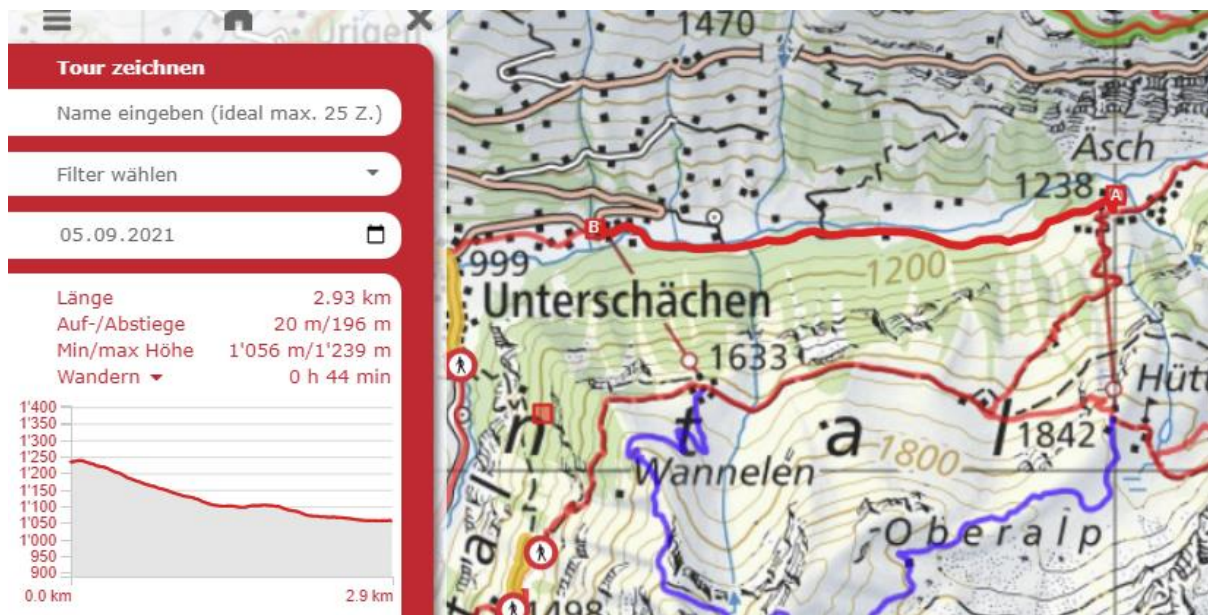 Origen
Tour zeichnen
Name eingeben (ideal max. 25 Z.)
Filter wählen
05.09.2021
Länge 2.93 km
Auf-/Abstiege 20 m/196 m
Min/max Höhe 1'056 m/1'239 m
Wandern 0 h 44 min
1'400
1'350
1'300
1'250
1'200
1'150
1'100
1'050
1'000
950
900
0.0 km 2.9 km
1470
Äsch
1238
A
B
999
1200
Unterschächen
1633
Hütt
n t a l
1842
Wannelen
1800
Oberalp
a l
1498